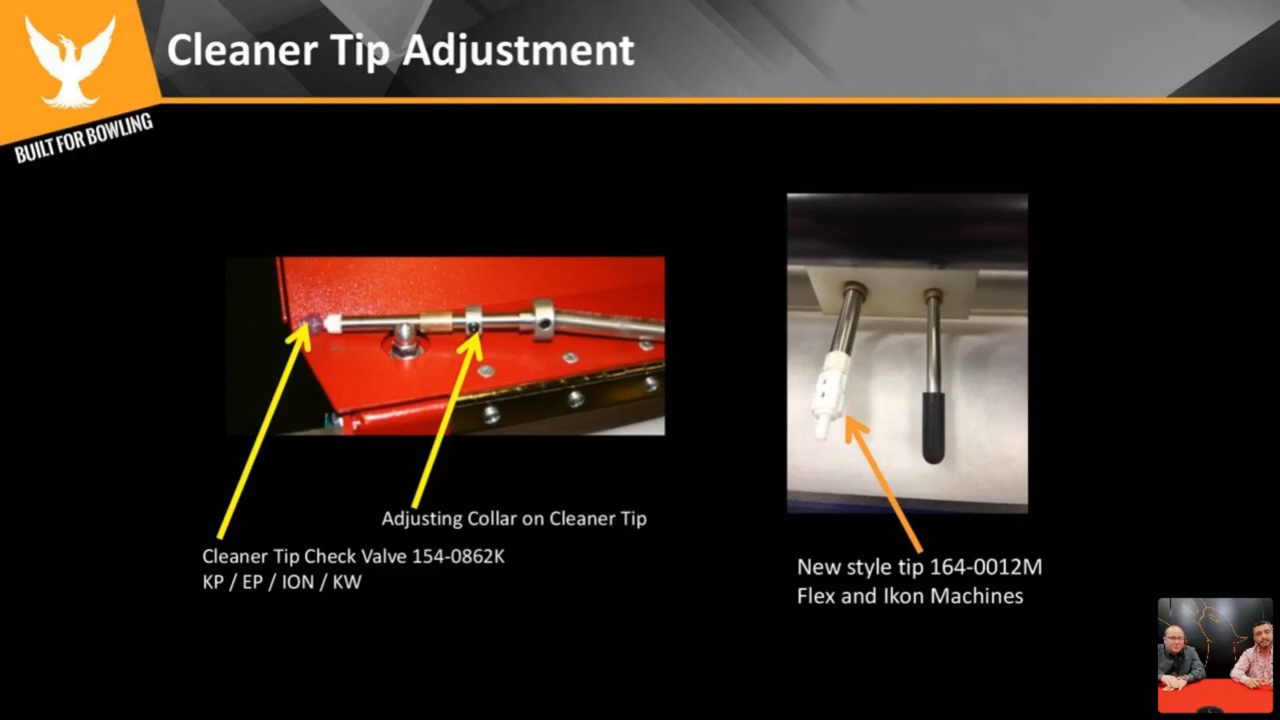 Cleaner Tip Adjustment
BUILT FOR BOWLING
Adjusting Collar on Cleaner Tip
Cleaner Tip Check Valve 154-0862K
KP / EP / ION / KW
New style tip 164-0012M
Flex and Ikon Machines